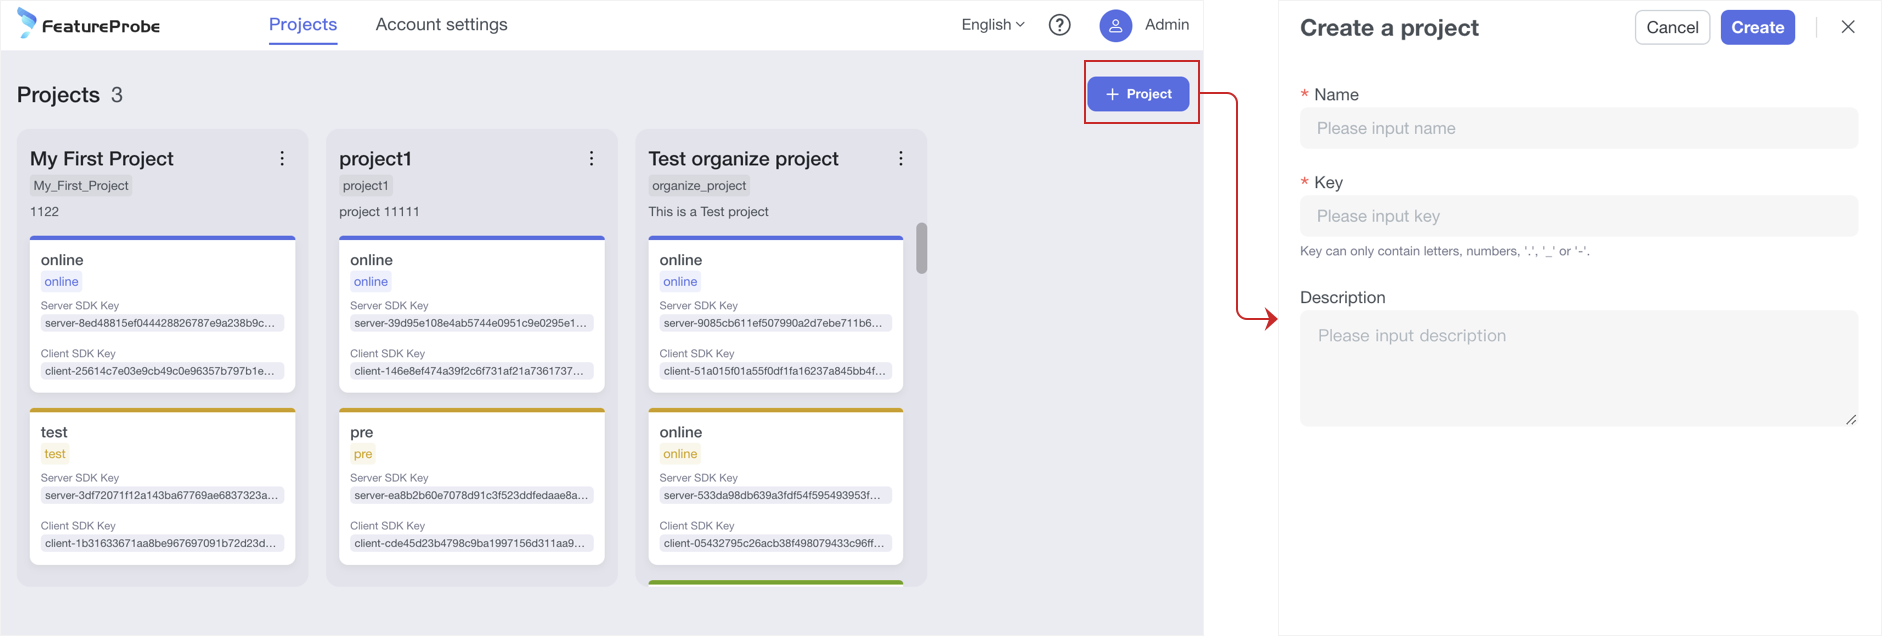 FeatureProbe
Projects
Account settings
English
?
Admin
Projects 3
+ Project
My First Project
My_First_Project
1122
online
online
Server SDK Key
server-8ed48815ef044428826787e9a238b9c...
Client SDK Key
client-25614c7e03e9cb49c0e96357b797b1e...
test
test
Server SDK Key
server-3df72071f12a143ba67769ae6837323a...
Client SDK Key
client-1b31633671aa8be967697091b72d23d...
project1
project1
project 11111
online
online
Server SDK Key
server-39d95e108e4ab5744e0951c9e0295e1...
Client SDK Key
client-146e8ef474a39f2c6f731af21a7361737...
pre
pre
Server SDK Key
server-ea8b2b60e7078d91c3f523ddfedaae8a...
Client SDK Key
client-cde45d23b4798c9ba1997156d311aa9...
Test organize project
organize_project
This is a Test project
online
online
Server SDK Key
server-9085cb611ef507990a2d7ebe711b6...
Client SDK Key
client-51a015f01a55f0df1fa16237a845bb4f...
online
online
Server SDK Key
server-533da98db639a3fdf54f595493953f...
Client SDK Key
client-05432795c26acb38f498079433c96ff...
Create a project
Cancel
Create
* Name
Please input name
* Key
Please input key
Key can only contain letters, numbers, '.', '_' or '-'.
Description
Please input description